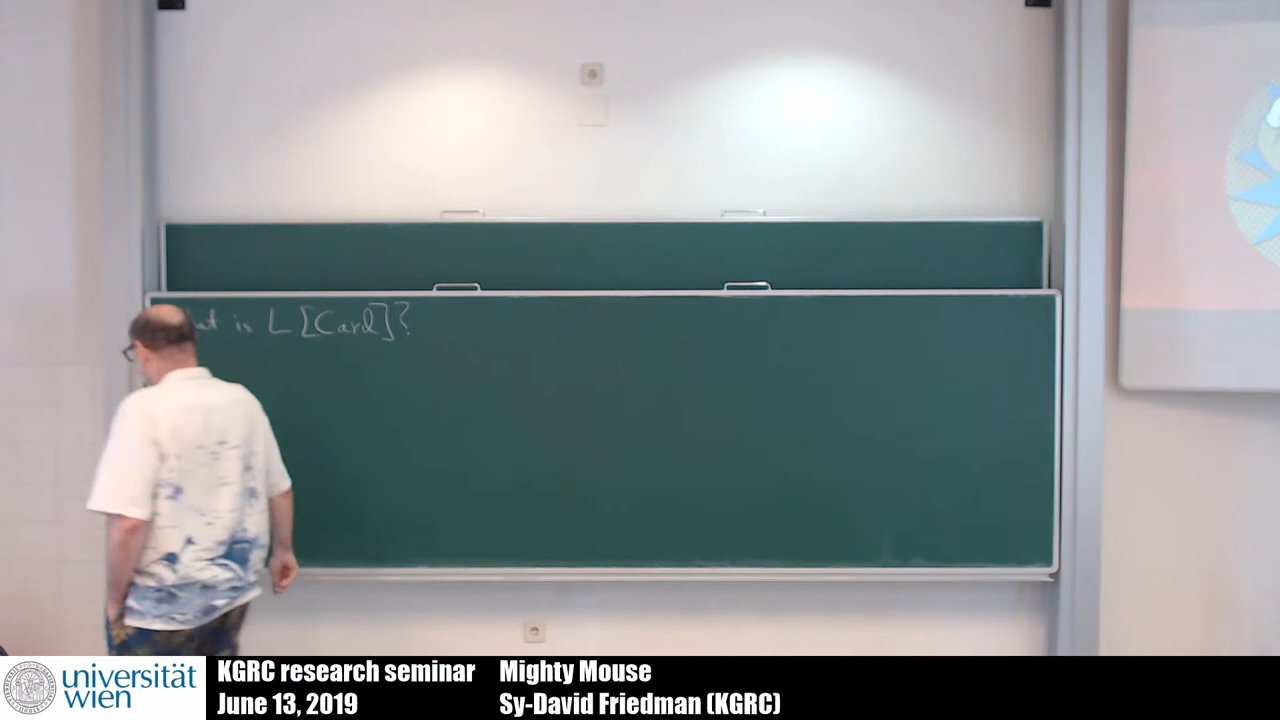 is L [Card]?
universität
wien
KGRC research seminar
June 13, 2019
Mighty Mouse
Sy-David Friedman (KGRC)